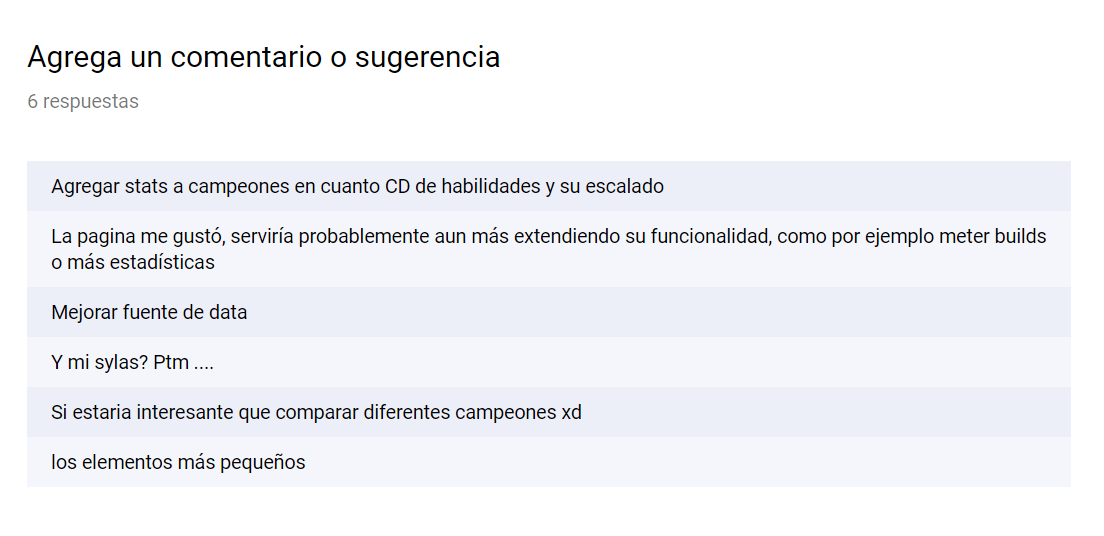 Agrega un comentario o sugerencia
6 respuestas
Agregar stats a campeones en cuanto CD de habilidades y su escalado
La pagina me gustó, serviría probablemente aun más extendiendo su funcionalidad, como por ejemplo meter builds
o más estadísticas
Mejorar fuente de data
Y mi sylas? Ptm ....
Si estaria interesante que comparar diferentes campeones xd
los elementos más pequeños